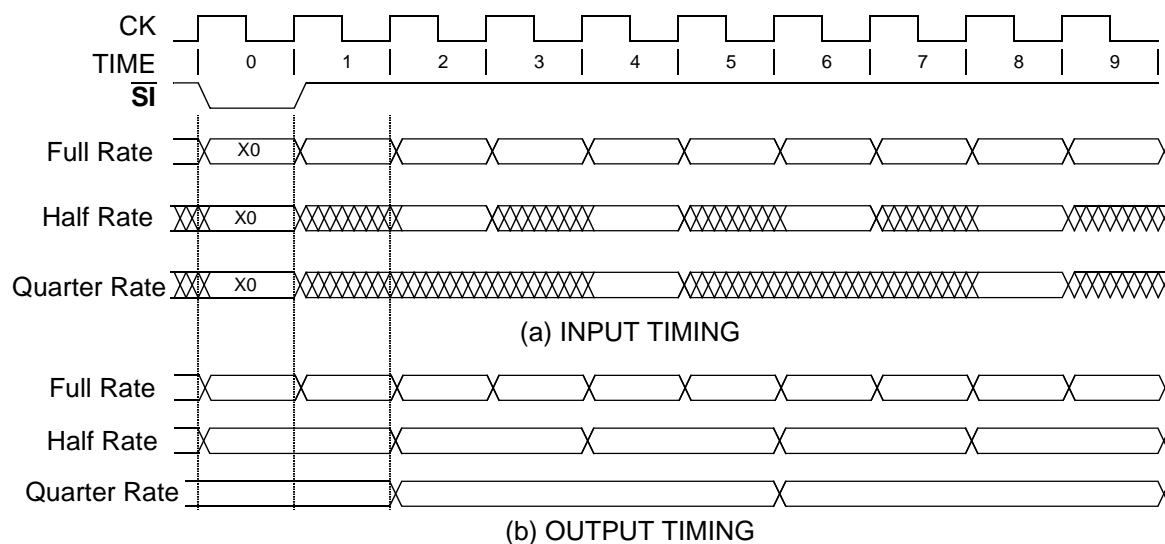 CK
TIME 0 1 2 3 4 5 6 7 8 9
SI
Full Rate X0
Half Rate X0
Quarter Rate X0
(a) INPUT TIMING
Full Rate
Half Rate
Quarter Rate
(b) OUTPUT TIMING